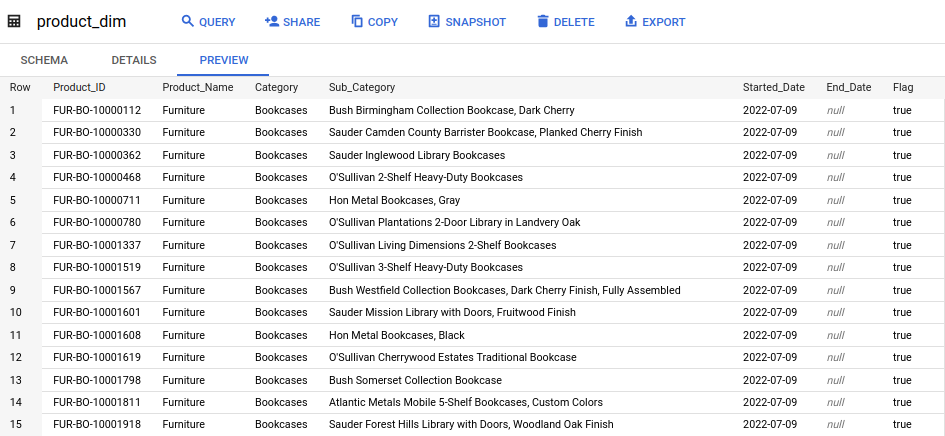 product_dim QUERY SHARE COPY SNAPSHOT DELETE EXPORT
SCHEMA DETAILS PREVIEW
Row Product_ID Product_Name Category Sub_Category Started_Date End_Date Flag
1 FUR-BO-10000112 Furniture Bookcases Bush Birmingham Collection Bookcase, Dark Cherry 2022-07-09 null true
2 FUR-BO-10000330 Furniture Bookcases Sauder Camden County Barrister Bookcase, Planked Cherry Finish 2022-07-09 null true
3 FUR-BO-10000362 Furniture Bookcases Sauder Inglewood Library Bookcases 2022-07-09 null true
4 FUR-BO-10000468 Furniture Bookcases O'Sullivan 2-Shelf Heavy-Duty Bookcases 2022-07-09 null true
5 FUR-BO-10000711 Furniture Bookcases Hon Metal Bookcases, Gray 2022-07-09 null true
6 FUR-BO-10000780 Furniture Bookcases O'Sullivan Plantations 2-Door Library in Landvery Oak 2022-07-09 null true
7 FUR-BO-10001337 Furniture Bookcases O'Sullivan Living Dimensions 2-Shelf Bookcases 2022-07-09 null true
8 FUR-BO-10001519 Furniture Bookcases O'Sullivan 3-Shelf Heavy-Duty Bookcases 2022-07-09 null true
9 FUR-BO-10001567 Furniture Bookcases Bush Westfield Collection Bookcases, Dark Cherry Finish, Fully Assembled 2022-07-09 null true
10 FUR-BO-10001601 Furniture Bookcases Sauder Mission Library with Doors, Fruitwood Finish 2022-07-09 null true
11 FUR-BO-10001608 Furniture Bookcases Hon Metal Bookcases, Black 2022-07-09 null true
12 FUR-BO-10001619 Furniture Bookcases O'Sullivan Cherrywood Estates Traditional Bookcase 2022-07-09 null true
13 FUR-BO-10001798 Furniture Bookcases Bush Somerset Collection Bookcase 2022-07-09 null true
14 FUR-BO-10001811 Furniture Bookcases Atlantic Metals Mobile 5-Shelf Bookcases, Custom Colors 2022-07-09 null true
15 FUR-BO-10001918 Furniture Bookcases Sauder Forest Hills Library with Doors, Woodland Oak Finish 2022-07-09 null true